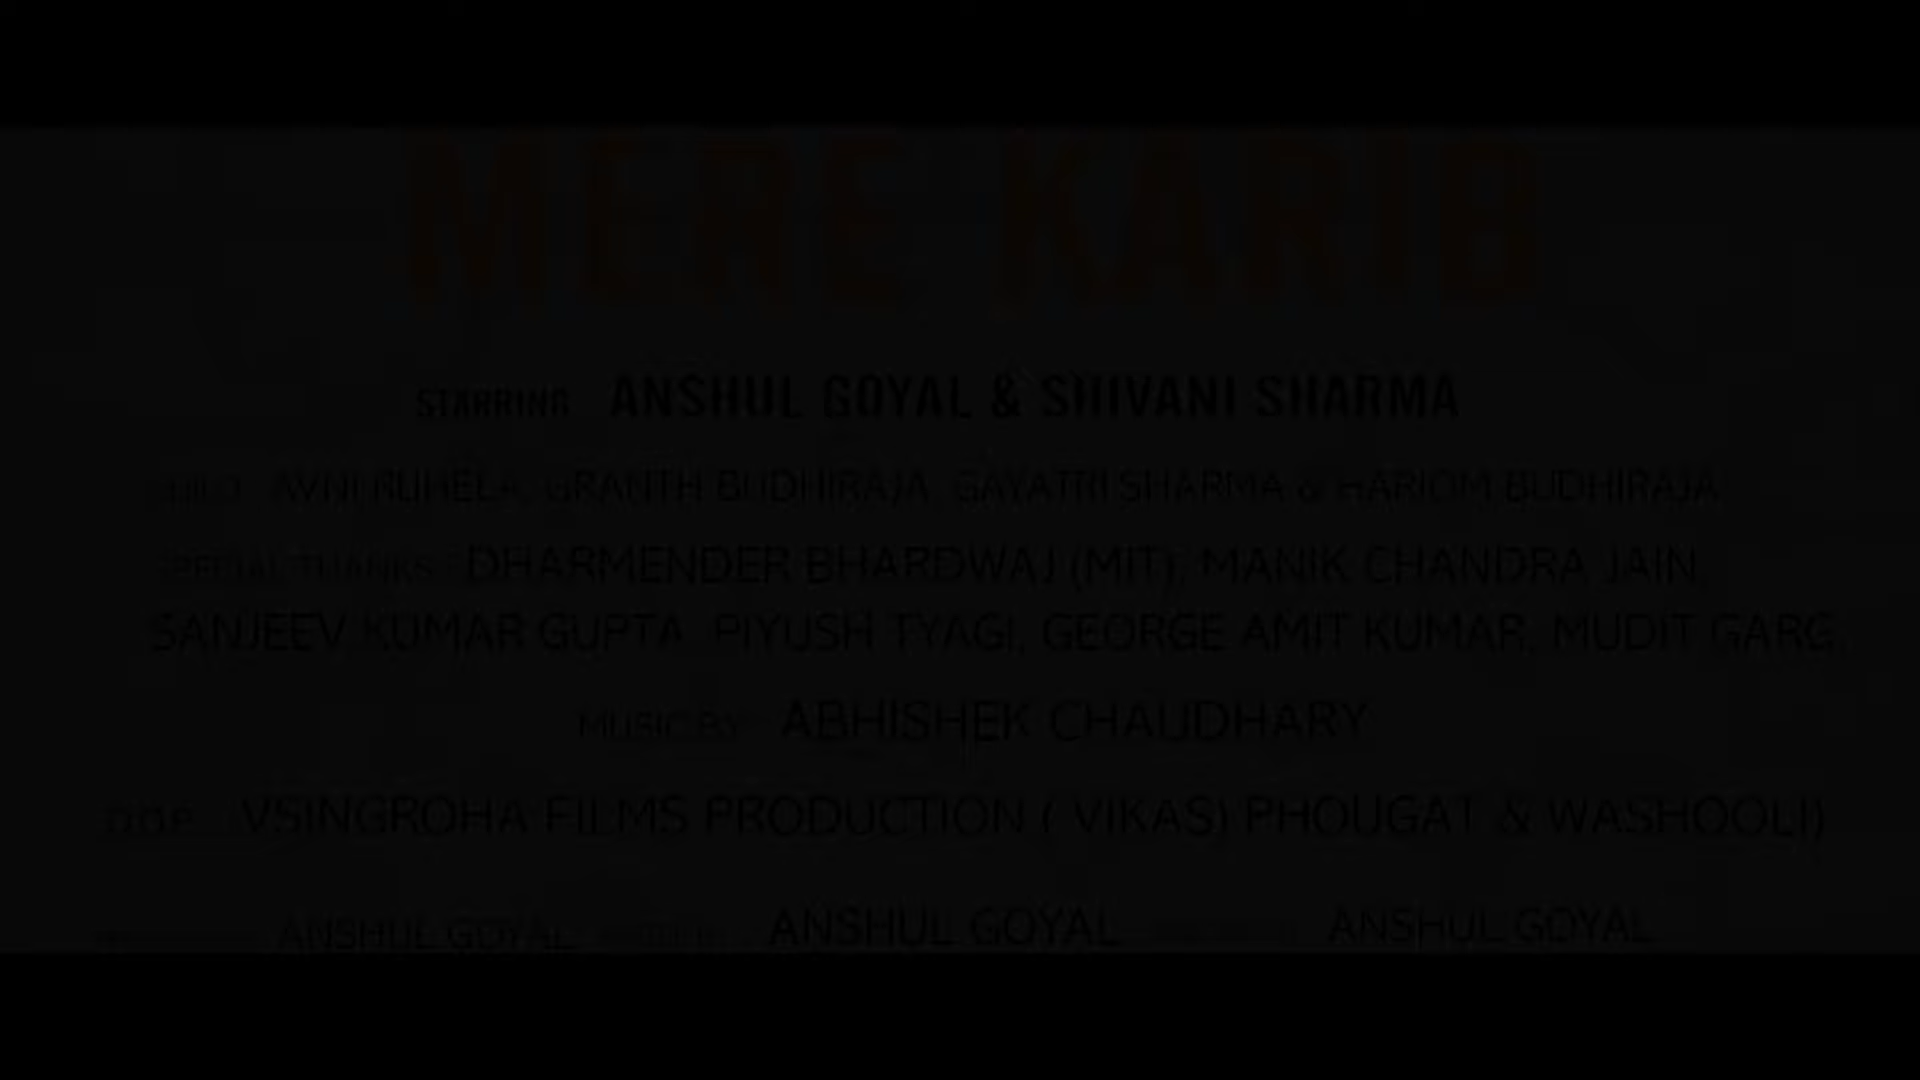 MERE KARIB
STARRING ANSHUL GOYAL & SHIVANI SHARMA
AVNI RUHELA, GRANTH BUDHIRAJA, GAYATRI SHARMA & HARIOM BUDHIRAJA
SPECIAL THANKS : DHARMENDER BHARDWAJ (MIT), MANIK CHANDRA JAIN,
SANJEEV KUMAR GUPTA, PIYUSH TYAGI, GEORGE AMIT KUMAR, MUDIT GARG,
MUSIC BY : ABHISHEK CHAUDHARY
VSINGROHA FILMS PRODUCTION ( VIKAS) PHOUGAT & WASHOOLI)
ANSHUL GOYAL ANSHUL GOYAL ANSHUL GOYAL